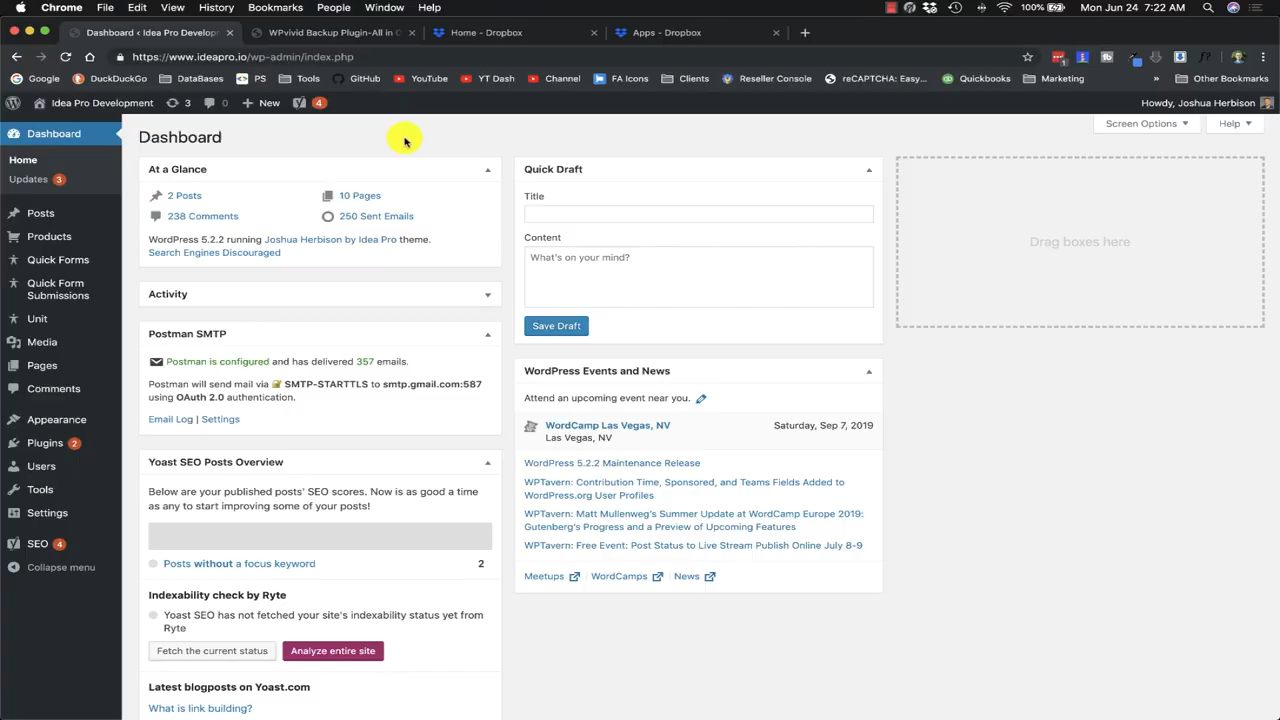 Chrome File Edit View History Bookmarks People Window Help
100% Mon Jun 24 7:22 AM
Dashboard ‹ Idea Pro Develop
WPvivid Backup Plugin-All in
Home - Dropbox
Apps - Dropbox
https://www.ideapro.io/wp-admin/index.php
Google DuckDuckGo DataBases PS GitHub YouTube YT Dash Channel FA Icons Clients Reseller Console reCAPTCHA: Easy... Quickbooks Marketing » Other Bookmarks
Idea Pro Development 3 0 + New 4
Howdy, Joshua Herbison
Dashboard
Home
Updates 3
Posts
Products
Quick Forms
Quick Form
Submissions
Unit
Media
Pages
Comments
Appearance
Plugins 2
Users
Tools
Settings
SEO 4
Collapse menu
Dashboard
Screen Options
Help
At a Glance
2 Posts
10 Pages
238 Comments
250 Sent Emails
WordPress 5.2.2 running Joshua Herbison by Idea Pro theme.
Search Engines Discouraged
Activity
Postman SMTP
Postman is configured and has delivered 357 emails.
Postman will send mail via SMTP-STARTTLS to smtp.gmail.com:587
using OAuth 2.0 authentication.
Email Log | Settings
Yoast SEO Posts Overview
Below are your published posts' SEO scores. Now is as good a time
as any to start improving some of your posts!
Posts without a focus keyword 2
Indexability check by Ryte
Yoast SEO has not fetched your site's indexability status yet from
Ryte
Fetch the current status
Analyze entire site
Latest blogposts on Yoast.com
What is link building?
Quick Draft
Title
Content
What's on your mind?
Save Draft
WordPress Events and News
Attend an upcoming event near you.
WordCamp Las Vegas, NV Saturday, Sep 7, 2019
Las Vegas, NV
WordPress 5.2.2 Maintenance Release
WPTavern: Contribution Time, Sponsored, and Teams Fields Added to
WordPress.org User Profiles
WPTavern: Matt Mullenweg's Summer Update at WordCamp Europe 2019:
Gutenberg's Progress and a Preview of Upcoming Features
WPTavern: Free Event: Post Status to Live Stream Publish Online July 8-9
Meetups WordCamps News
Drag boxes here